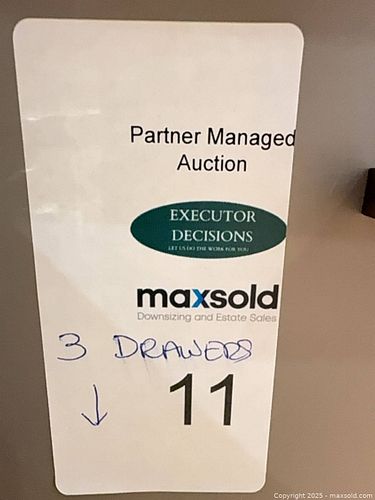 Partner Managed
Auction
EXECUTOR
DECISIONS
LET US DO THE WORK FOR YOU
maxsold
Downsizing and Estate Sales
3 DRAWERS
↓ 11
Copyright 2025 - maxsold.com